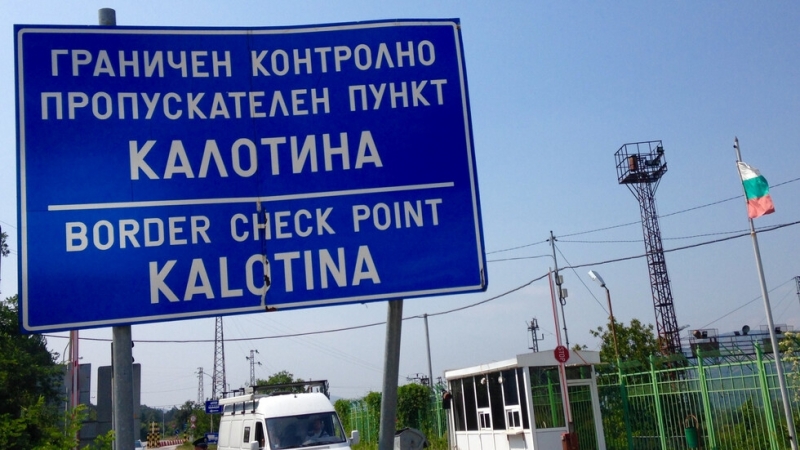 ГРАНИЧЕН КОНТРОЛНО
ПРОПУСКАТЕЛЕН ПУНКТ
КАЛОТИНА
BORDER CHECK POINT
KALOTINA